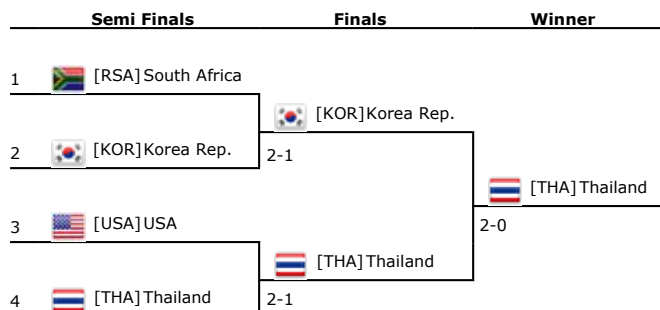 Semi Finals Finals Winner
1 [RSA] South Africa
[KOR] Korea Rep.
2 [KOR] Korea Rep. 2-1
[THA] Thailand
3 [USA] USA 2-0
[THA] Thailand
4 [THA] Thailand 2-1